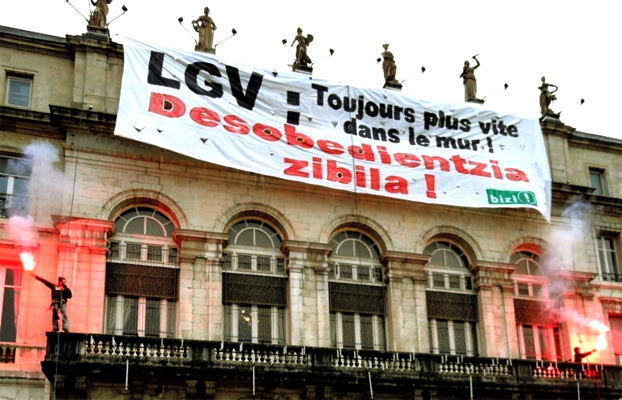 LGV : Toujours plus vite
dans le mur !
Desobedientzia
zibila !
bizi !